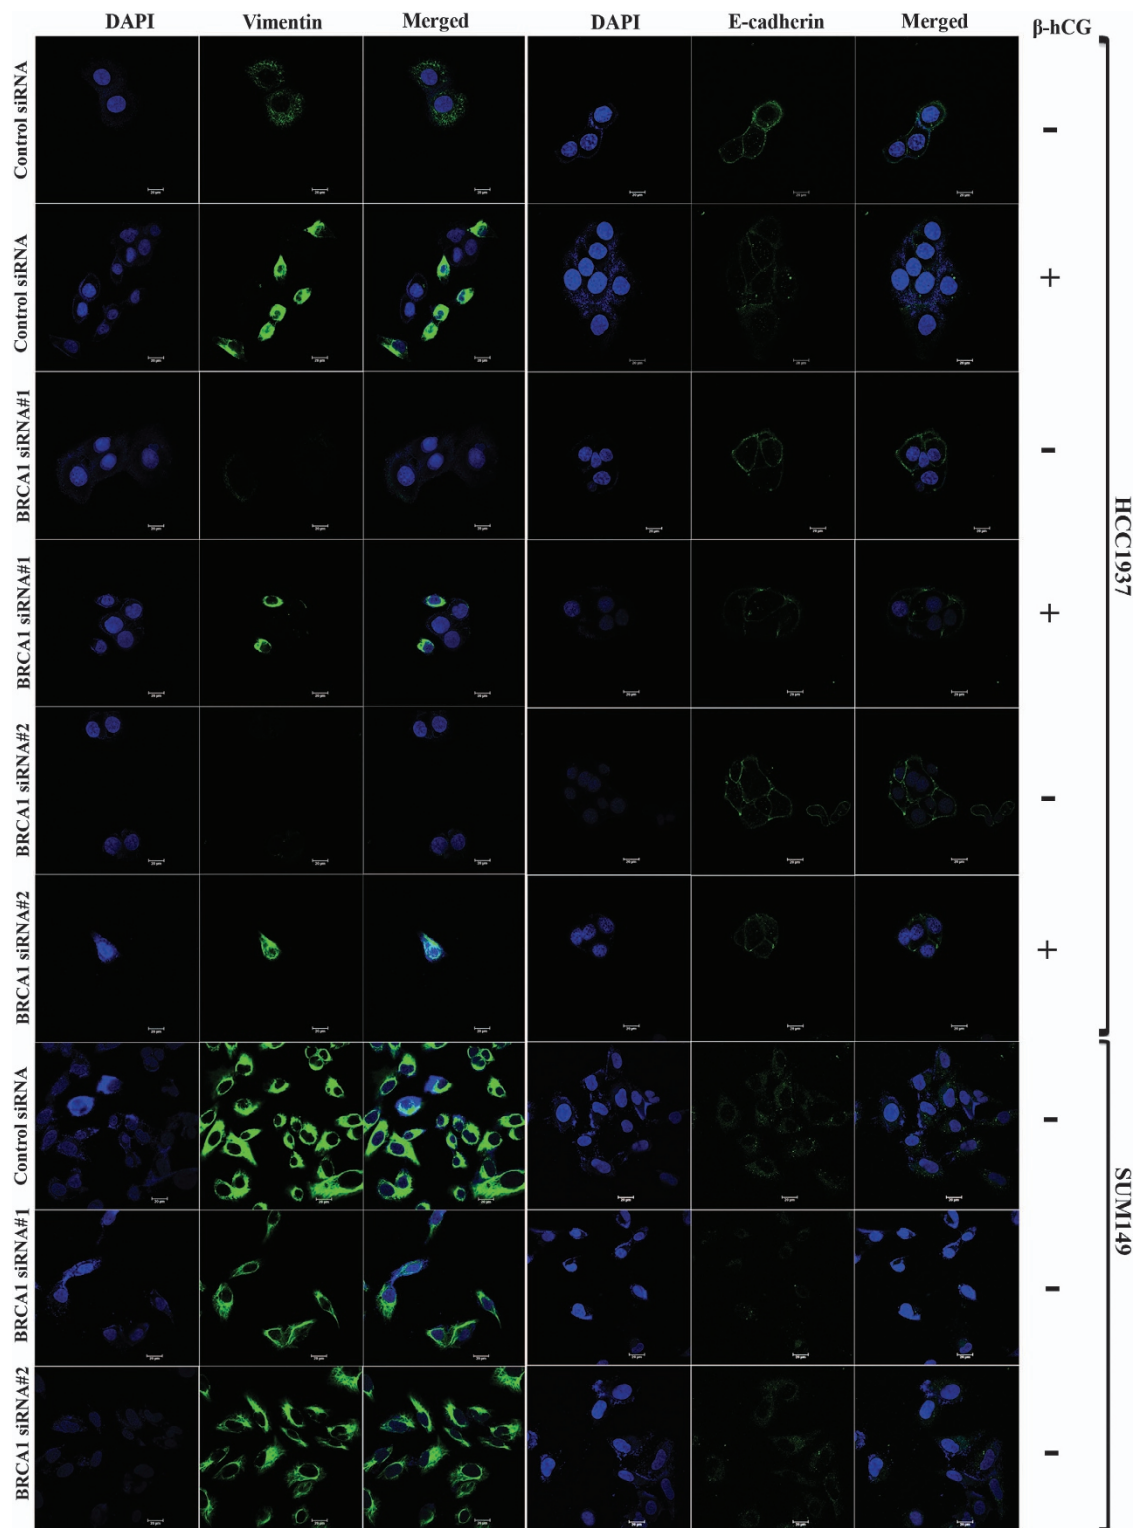 DAPI Vimentin Merged DAPI E-cadherin Merged β-hCG
Control siRNA -
Control siRNA +
BRCA1 siRNA#1 -
BRCA1 siRNA#1 +
BRCA1 siRNA#2 -
BRCA1 siRNA#2 +
HCC1937
Control siRNA -
BRCA1 siRNA#1 -
BRCA1 siRNA#2 -
SUM149